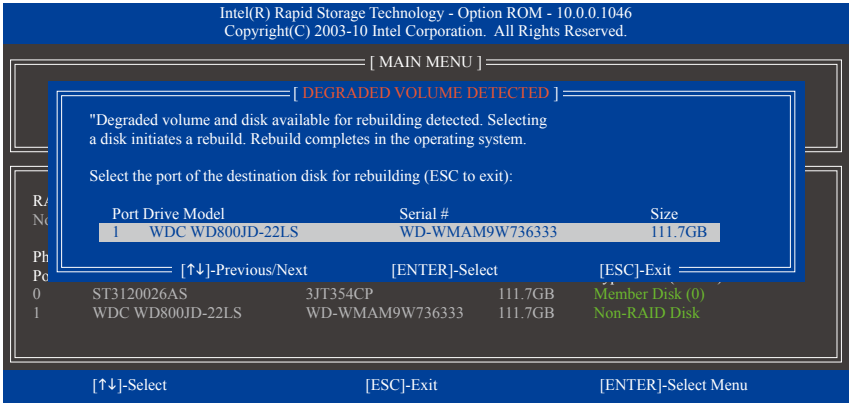 Intel(R) Rapid Storage Technology - Option ROM - 10.0.0.1046
Copyright(C) 2003-10 Intel Corporation. All Rights Reserved.
[ MAIN MENU ]
[ DEGRADED VOLUME DETECTED ]
"Degraded volume and disk available for rebuilding detected. Selecting
a disk initiates a rebuild. Rebuild completes in the operating system.
Select the port of the destination disk for rebuilding (ESC to exit):
Port Drive Model Serial # Size
1 WDC WD800JD-22LS WD-WMAM9W736333 111.7GB
[↑↓]-Previous/Next [ENTER]-Select [ESC]-Exit
0 ST3120026AS 3JT354CP 111.7GB Member Disk (0)
1 WDC WD800JD-22LS WD-WMAM9W736333 111.7GB Non-RAID Disk
[↑↓]-Select [ESC]-Exit [ENTER]-Select Menu